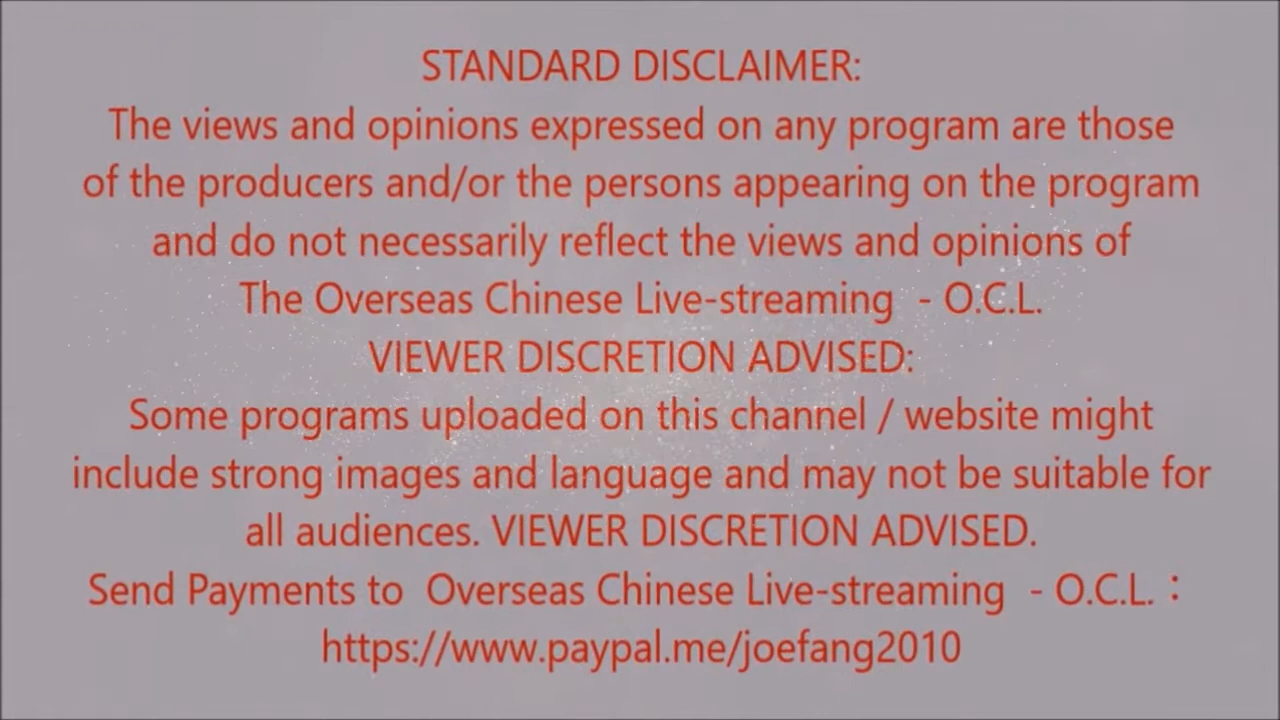 STANDARD DISCLAIMER:
The views and opinions expressed on any program are those
of the producers and/or the persons appearing on the program
and do not necessarily reflect the views and opinions of
The Overseas Chinese Live-streaming  - O.C.L.
VIEWER DISCRETION ADVISED:
Some programs uploaded on this channel / website might
include strong images and language and may not be suitable for
all audiences. VIEWER DISCRETION ADVISED.
Send Payments to  Overseas Chinese Live-streaming  - O.C.L.：
https://www.paypal.me/joefang2010